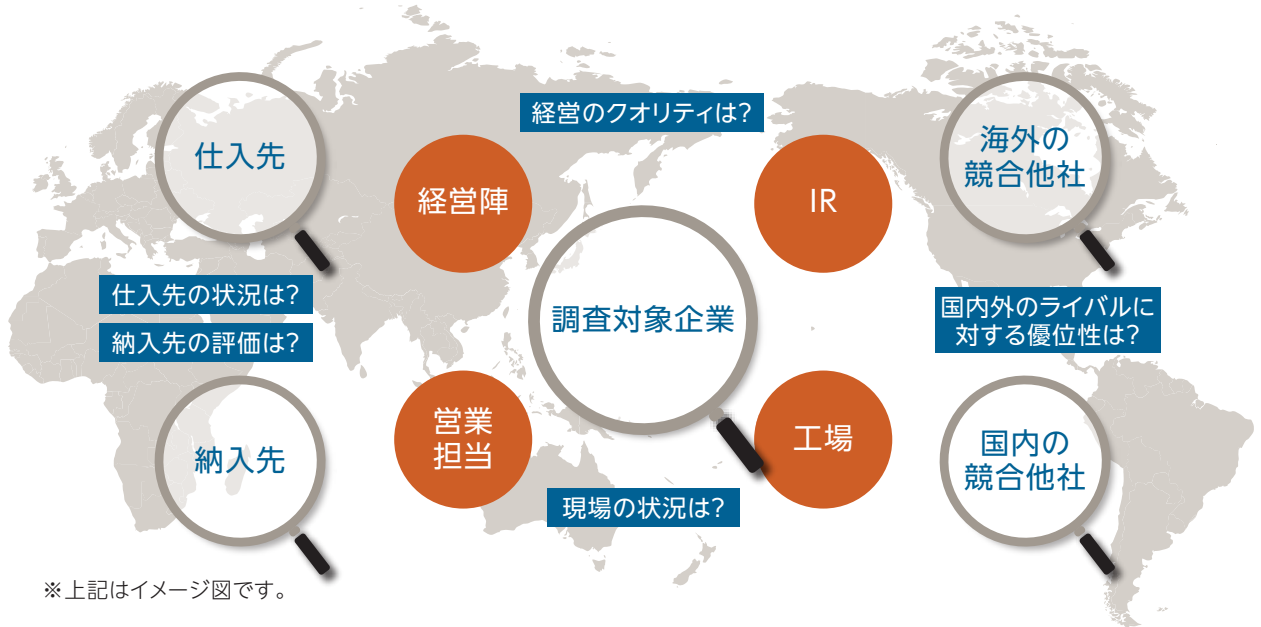 経営のクオリティは?
仕入先
経営陣
IR
海外の
競合他社
仕入先の状況は?
納入先の評価は?
調査対象企業
国内外のライバルに
対する優位性は?
納入先
営業
担当
工場
国内の
競合他社
現場の状況は?
※上記はイメージ図です。